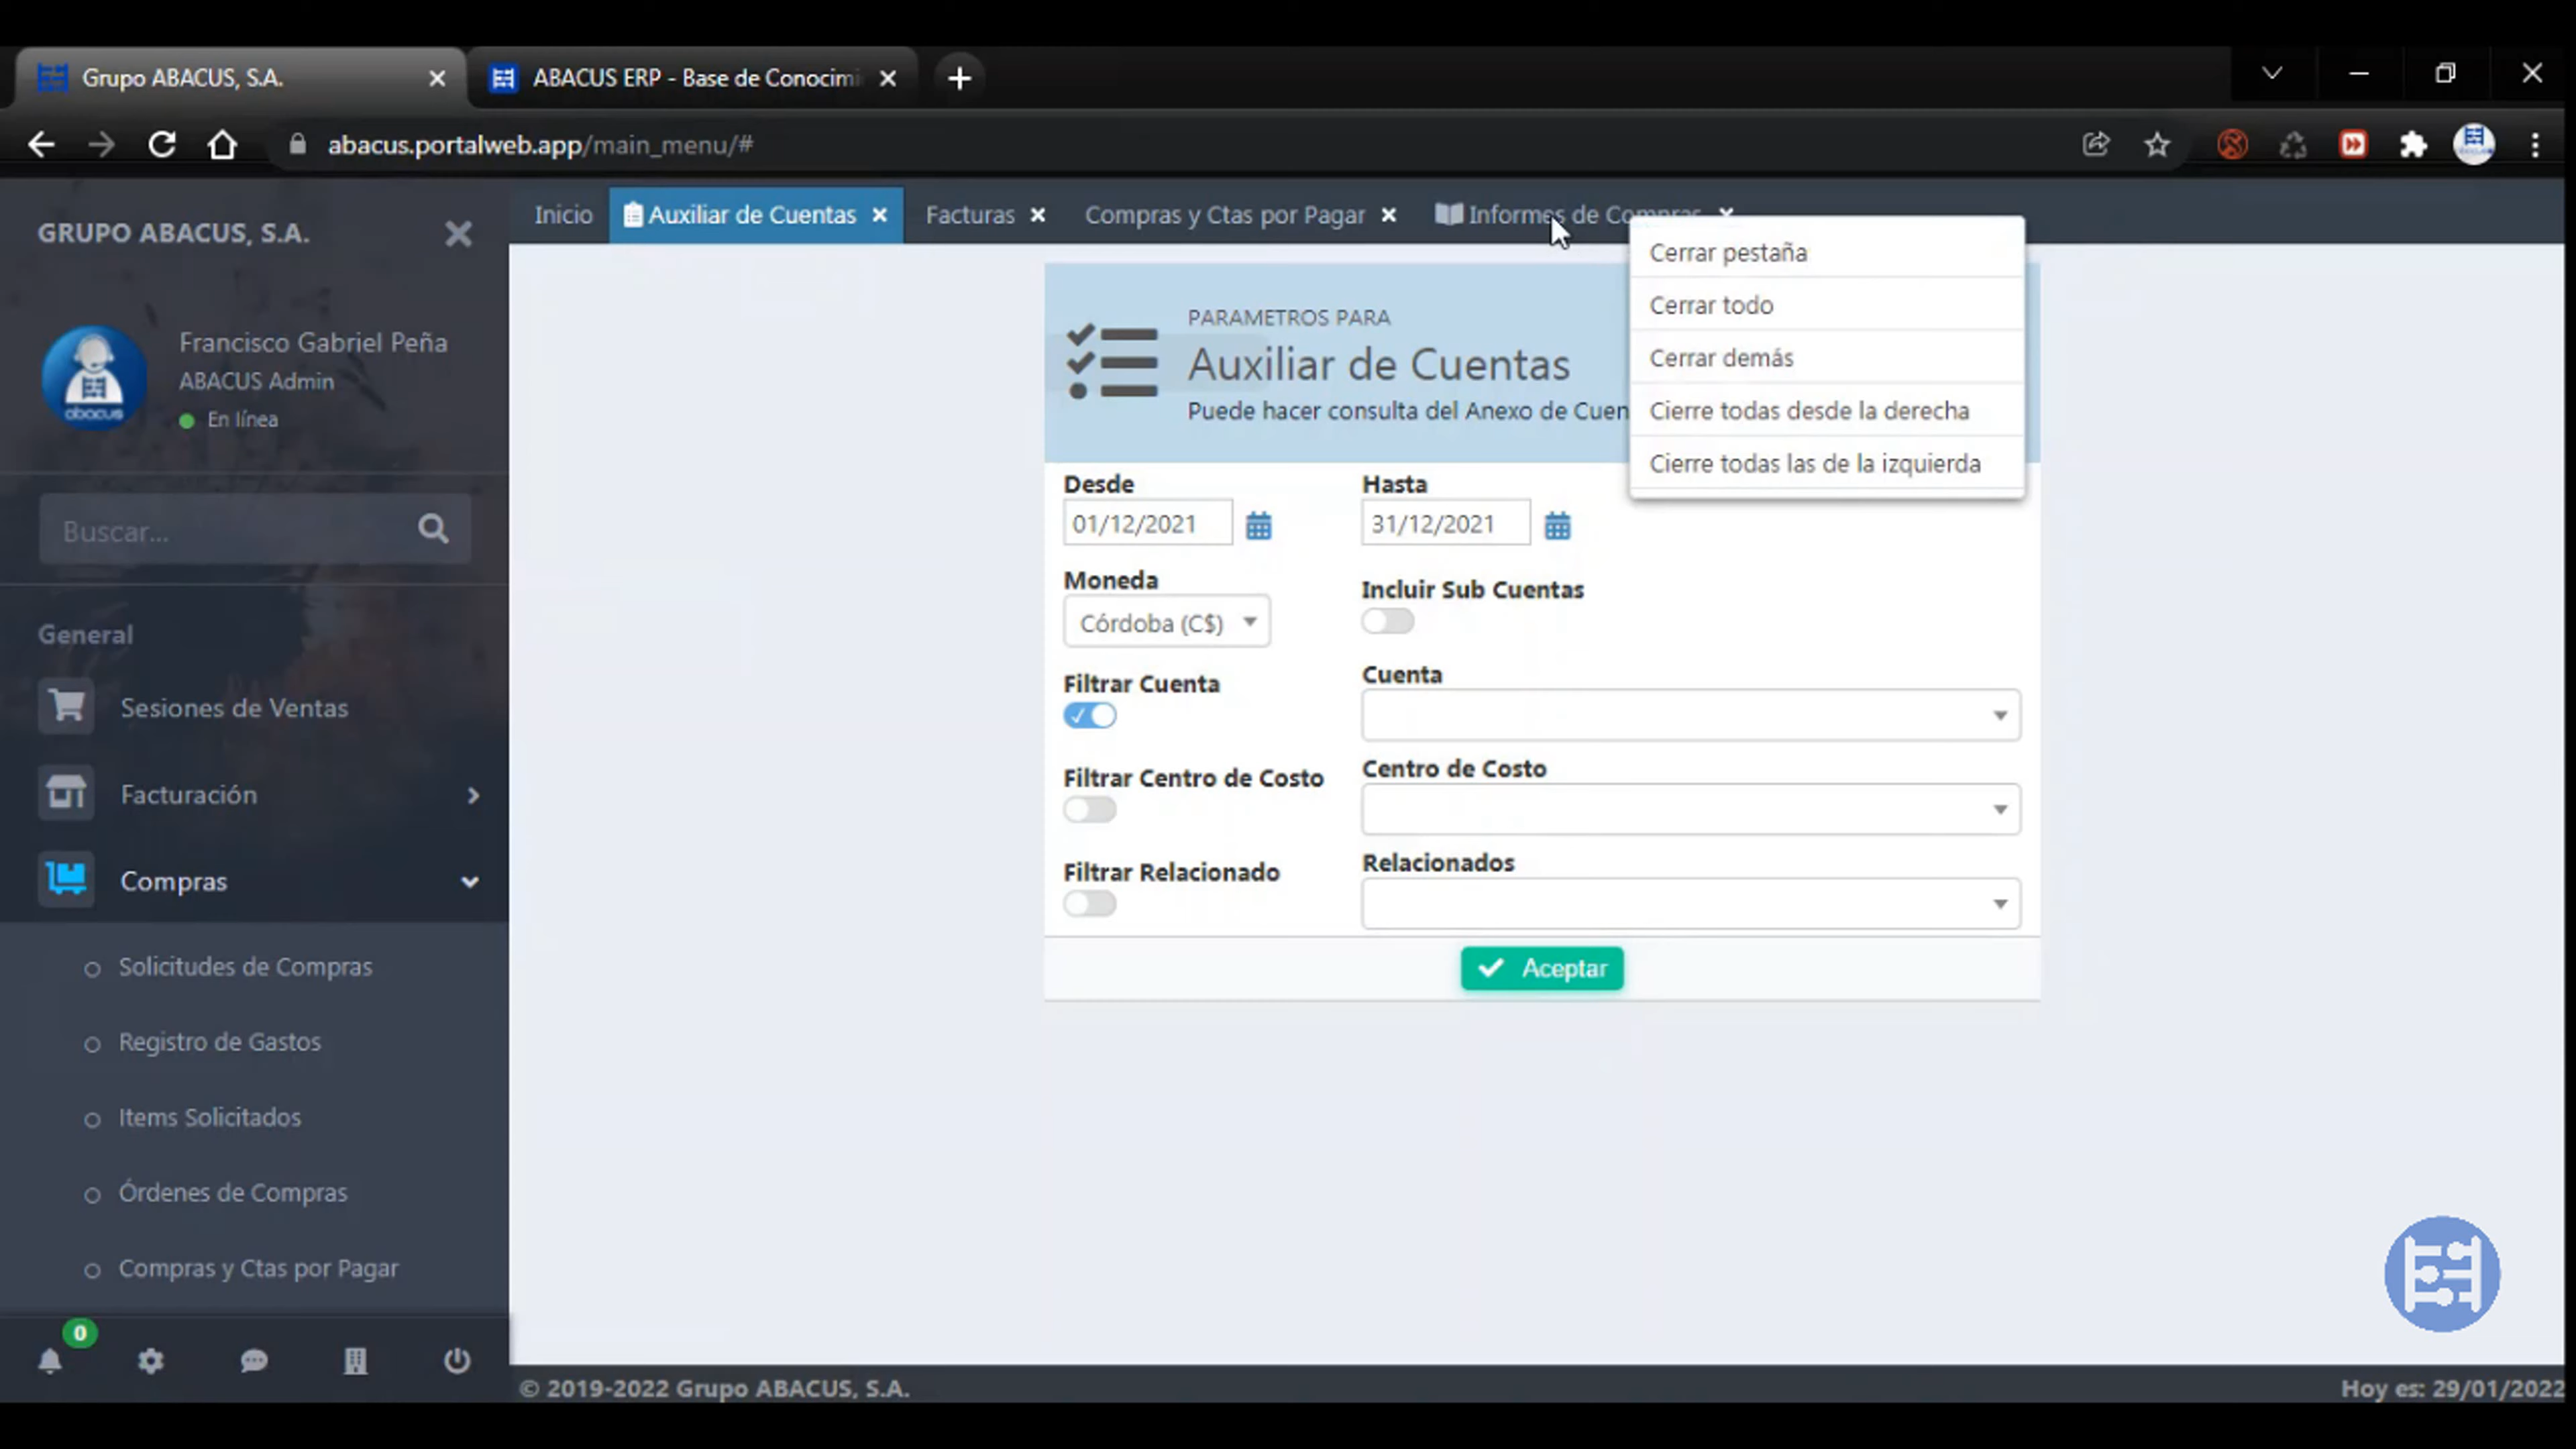 Grupo ABACUS, S.A.
ABACUS ERP - Base de Conocimi
abacus.portalweb.app/main_menu/#
GRUPO ABACUS, S.A.
Francisco Gabriel Peña
ABACUS Admin
En línea
abacus
Buscar...
General
Sesiones de Ventas
Facturación
Compras
Solicitudes de Compras
Registro de Gastos
Items Solicitados
Órdenes de Compras
Compras y Ctas por Pagar
0
Inicio
Auxiliar de Cuentas
Facturas
Compras y Ctas por Pagar
Informes de Compras
Cerrar pestaña
Cerrar todo
Cerrar demás
Cierre todas desde la derecha
Cierre todas las de la izquierda
PARAMETROS PARA
Auxiliar de Cuentas
Puede hacer consulta del Anexo de Cuen
Desde
Hasta
01/12/2021
31/12/2021
Moneda
Incluir Sub Cuentas
Córdoba (C$)
Filtrar Cuenta
Cuenta
Filtrar Centro de Costo
Centro de Costo
Filtrar Relacionado
Relacionados
Aceptar
© 2019-2022 Grupo ABACUS, S.A.
Hoy es: 29/01/2022